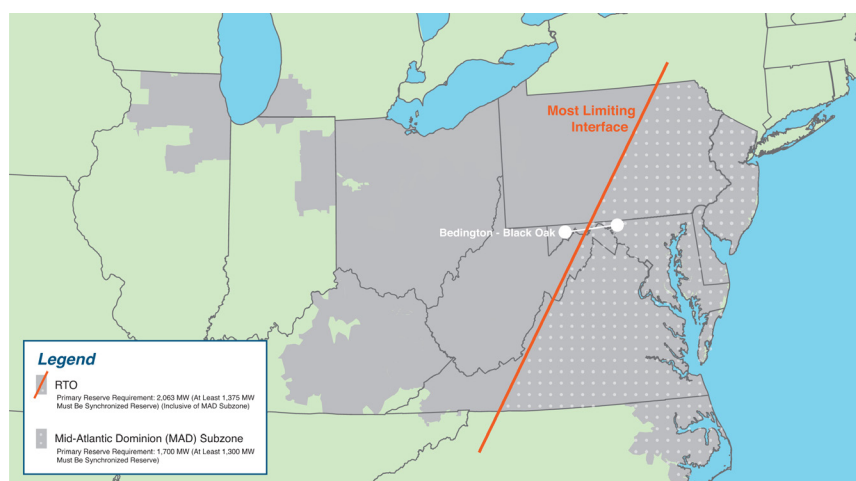 Most Limiting
Interface
Bedington - Black Oak
Legend
RTO
Primary Reserve Requirement: 2,063 MW (At Least 1,375 MW
Must Be Synchronized Reserve) (Inclusive of MAD Subzone)
Mid-Atlantic Dominion (MAD) Subzone
Primary Reserve Requirement: 1,700 MW (At Least 1,300 MW
Must Be Synchronized Reserve)